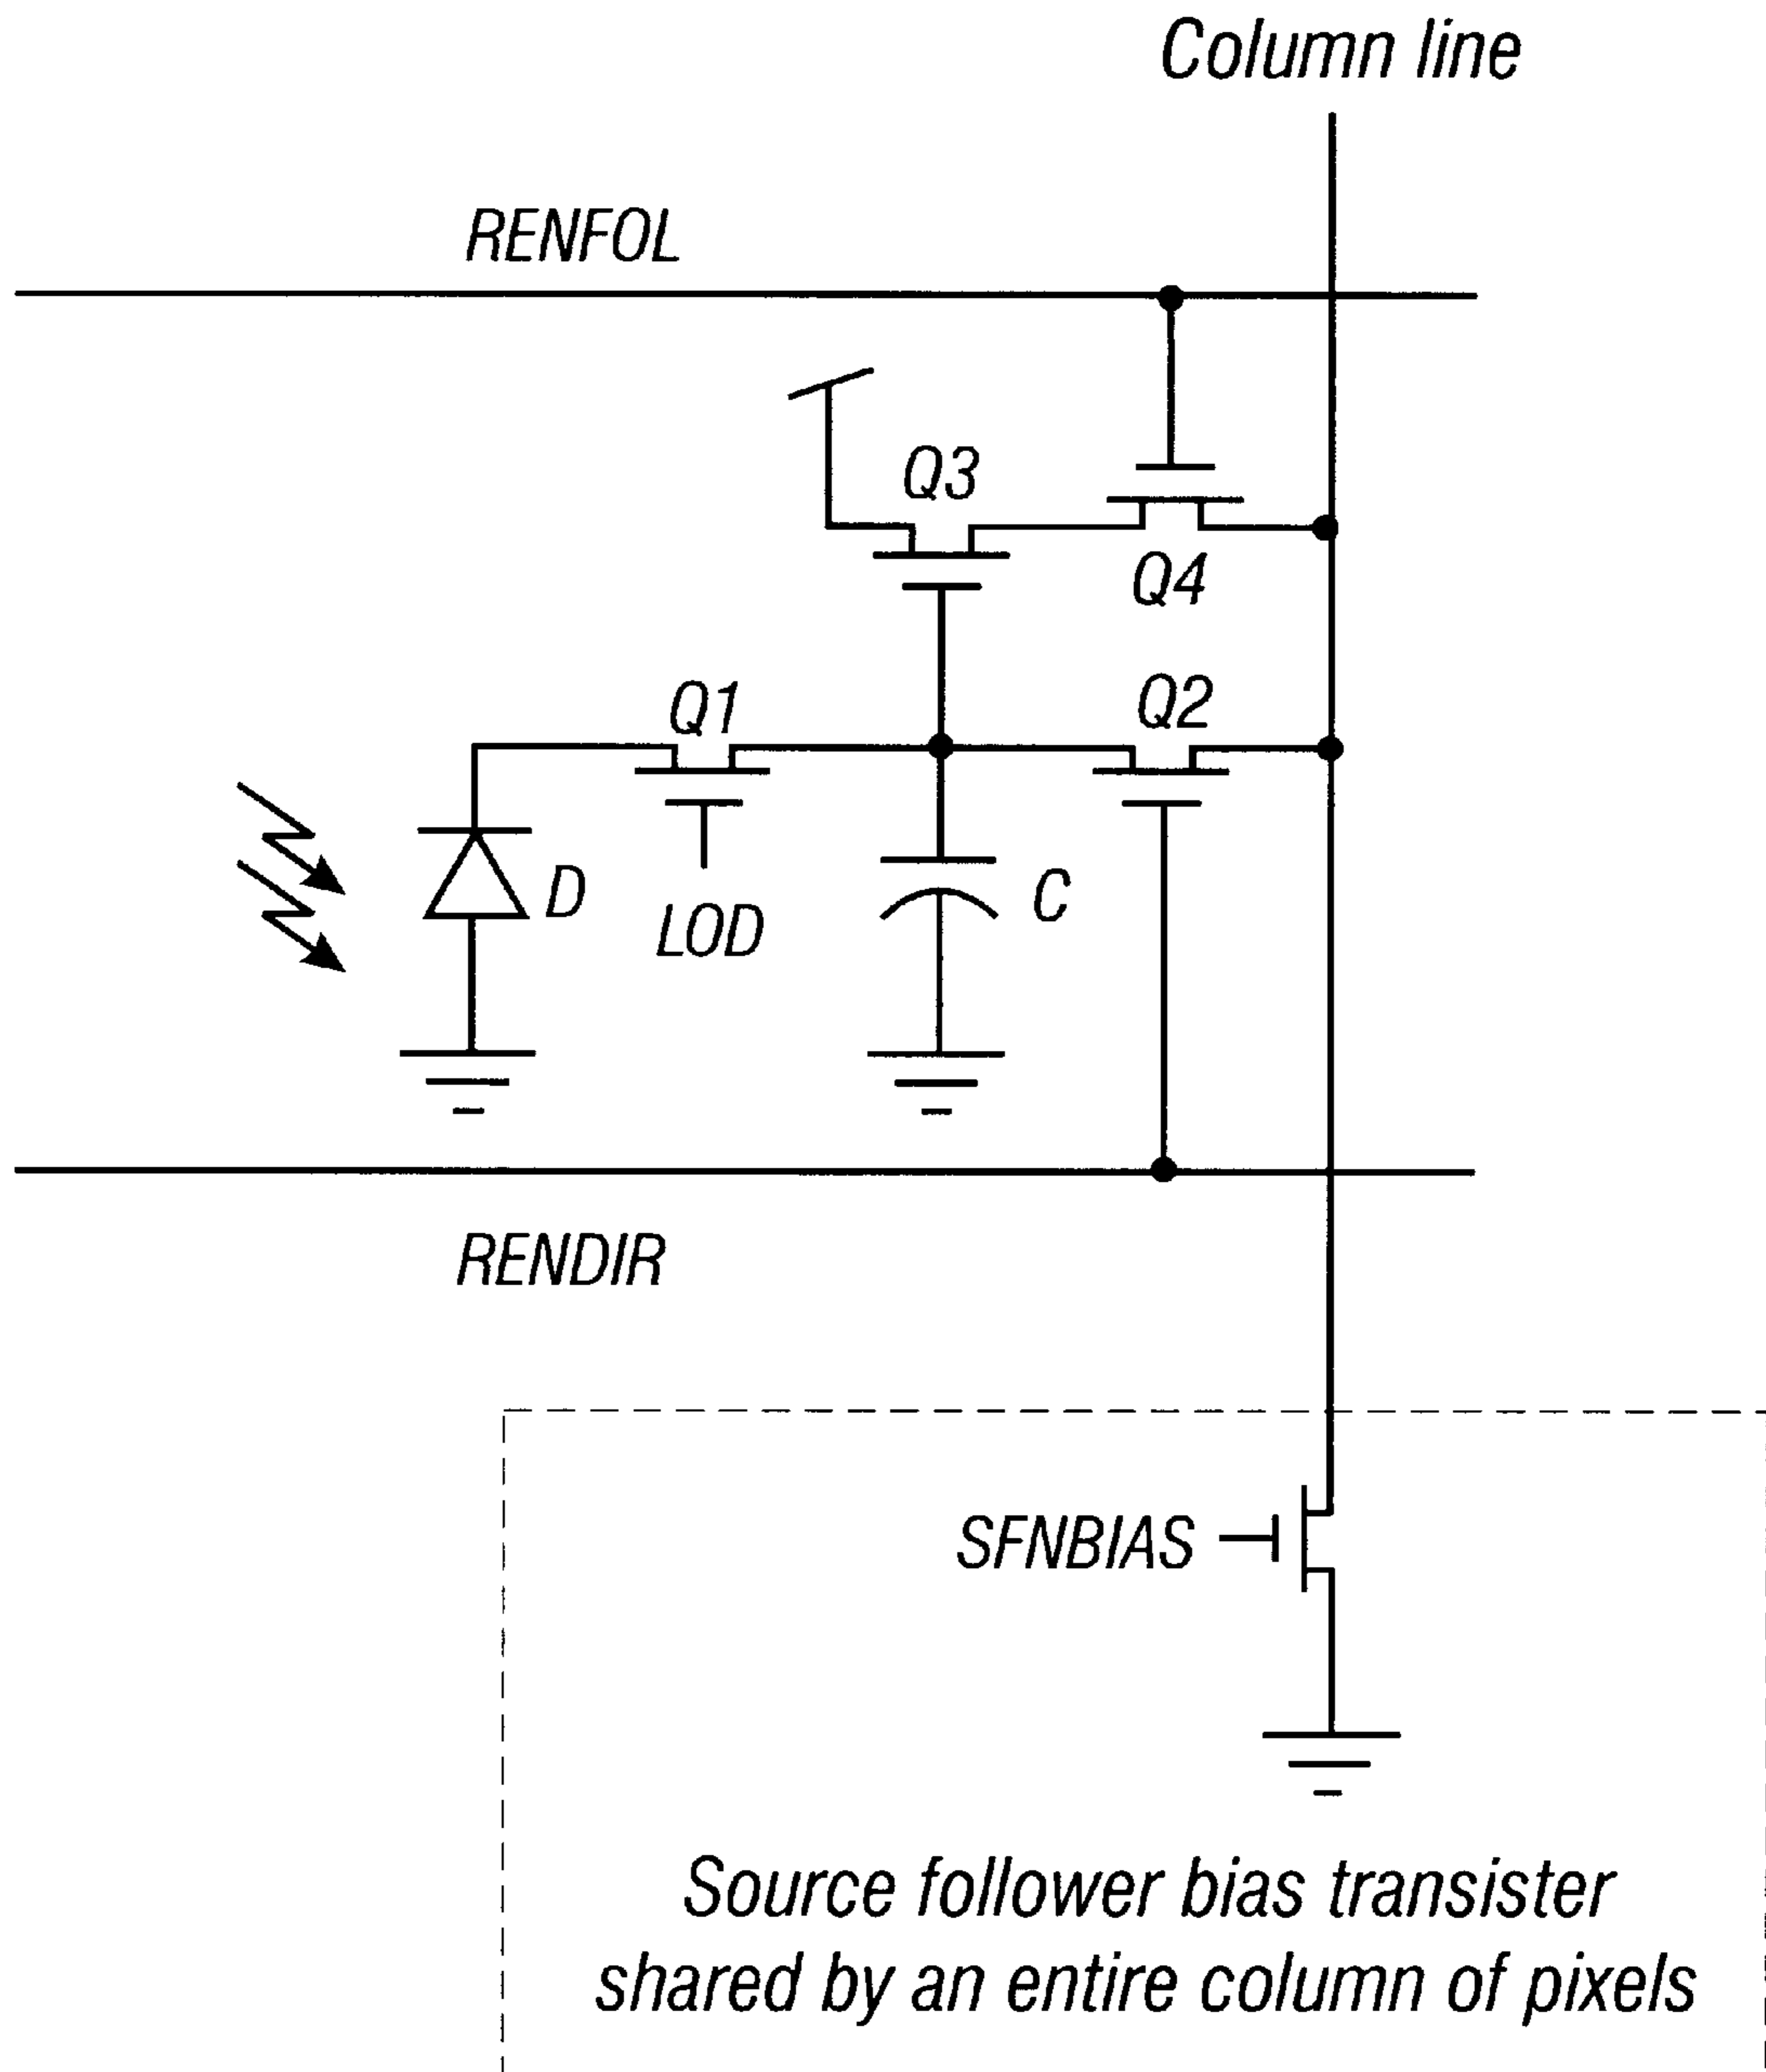 Column line
RENFOL
Q3
Q4
Q1
Q2
D
LOD
C
RENDIR
SFNBIAS
Source follower bias transister
shared by an entire column of pixels